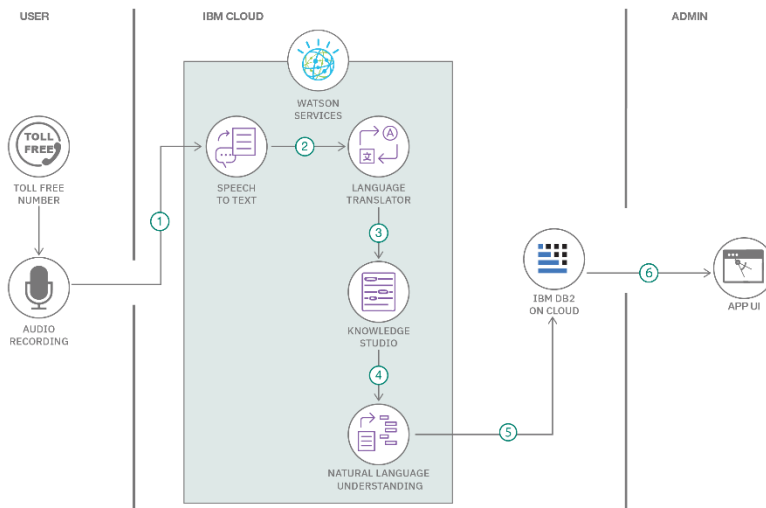 USER
IBM CLOUD
ADMIN
WATSON
SERVICES
TOLL
FREE
TOLL FREE
NUMBER
1
SPEECH
TO TEXT
2
A
文
LANGUAGE
TRANSLATOR
3
AUDIO
RECORDING
KNOWLEDGE
STUDIO
4
NATURAL LANGUAGE
UNDERSTANDING
5
IBM DB2
ON CLOUD
6
APP UI